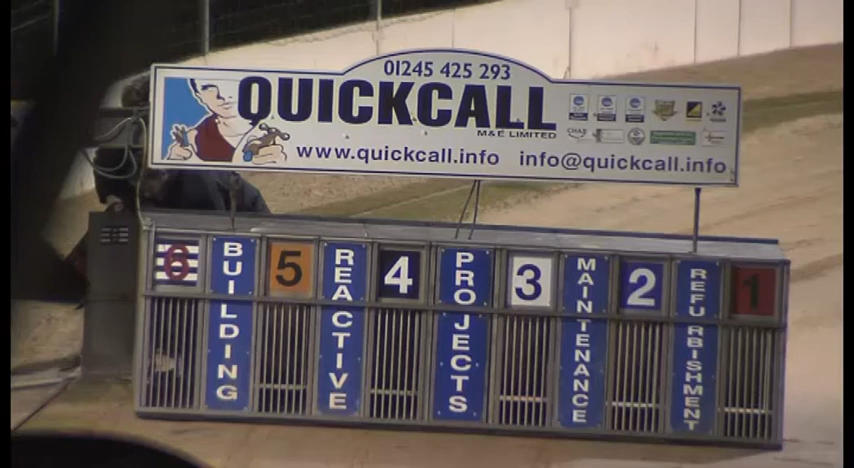 01245 425 293
QUICKCALL
M&E LIMITED
www.quickcall.info info@quickcall.info
6
BUILDING
5
REACTIVE
4
PROJECTS
3
MAINTENANCE
2
REFURBISHMENT
1